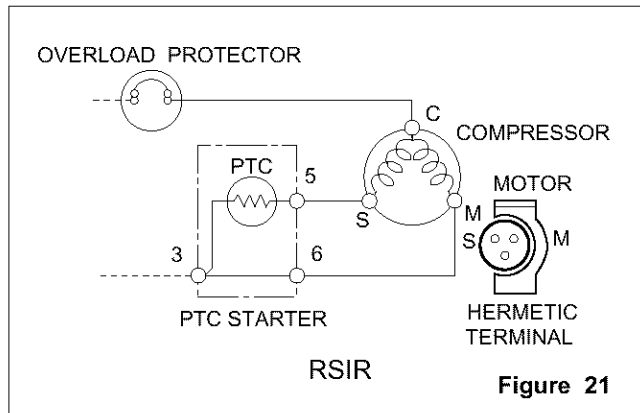 OVERLOAD PROTECTOR
C
COMPRESSOR
PTC
5
S
M
MOTOR
S
M
3
6
PTC STARTER
HERMETIC
TERMINAL
RSIR
Figure 21